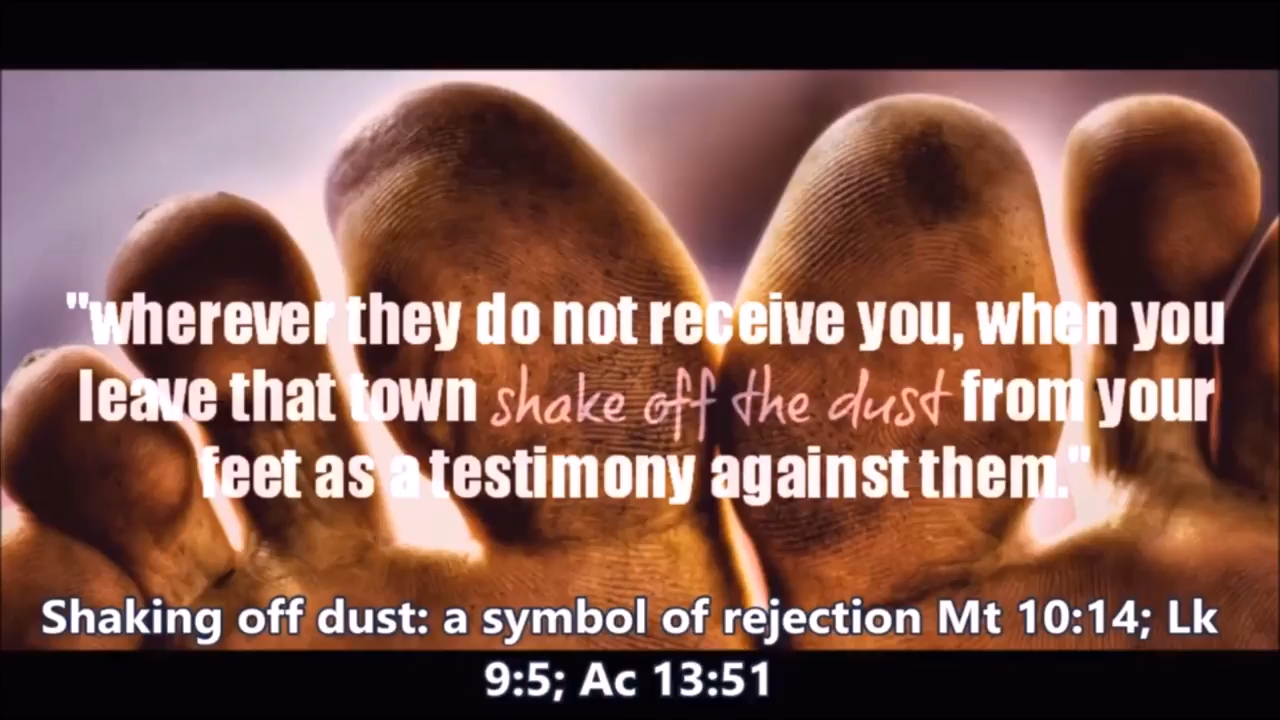 "wherever they do not receive you, when you
leave that town shake off the dust from your
feet as a testimony against them."
Shaking off dust: a symbol of rejection Mt 10:14; Lk
9:5; Ac 13:51